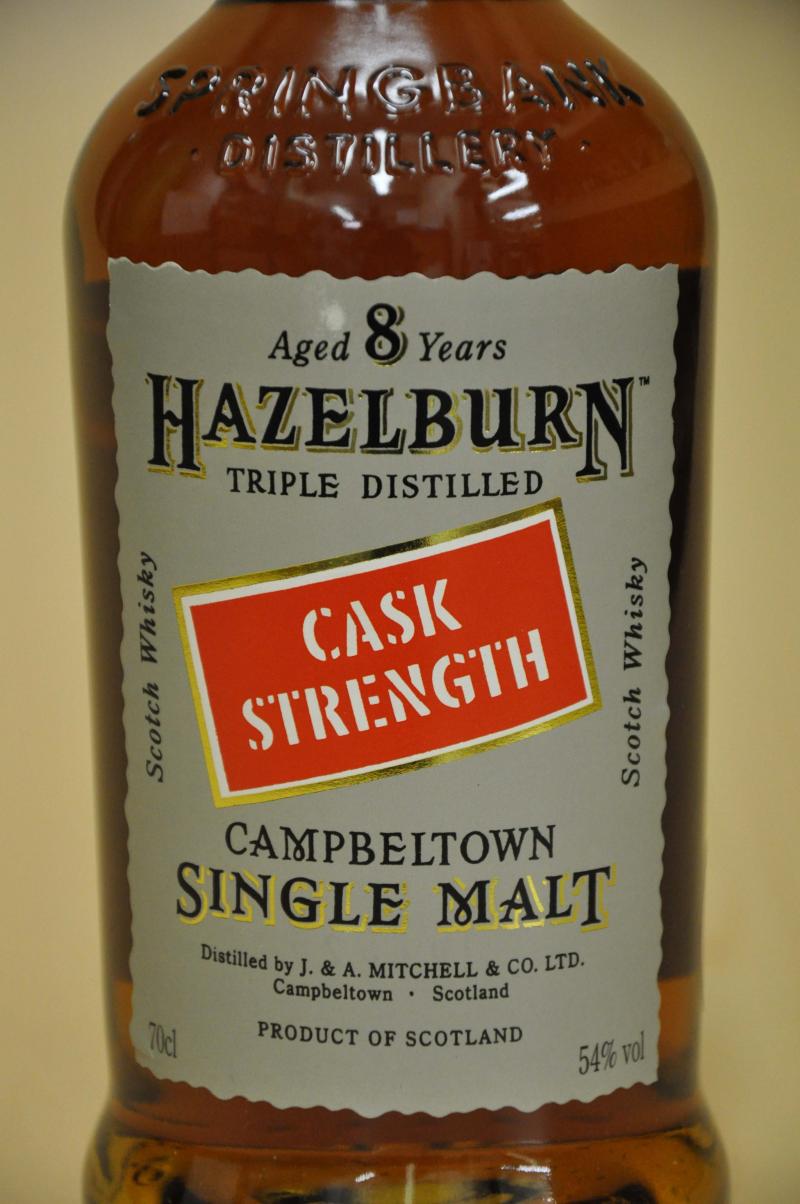 SPRINGBANK
· DISTILLERY ·
Aged 8 Years
HAZELBURN™
TRIPLE DISTILLED
Scotch Whisky
CASK
STRENGTH
Scotch Whisky
CAMPBELTOWN
SINGLE MALT
Distilled by J. & A. MITCHELL & CO. LTD.
Campbeltown · Scotland
PRODUCT OF SCOTLAND
70cl
54% vol